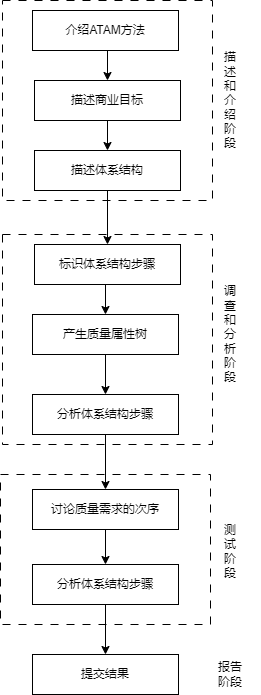 介绍ATAM方法
描述商业目标
描述体系结构
描述和介绍阶段
标识体系结构步骤
产生质量属性树
分析体系结构步骤
调查和分析阶段
讨论质量需求的次序
分析体系结构步骤
测试阶段
提交结果
报告
阶段